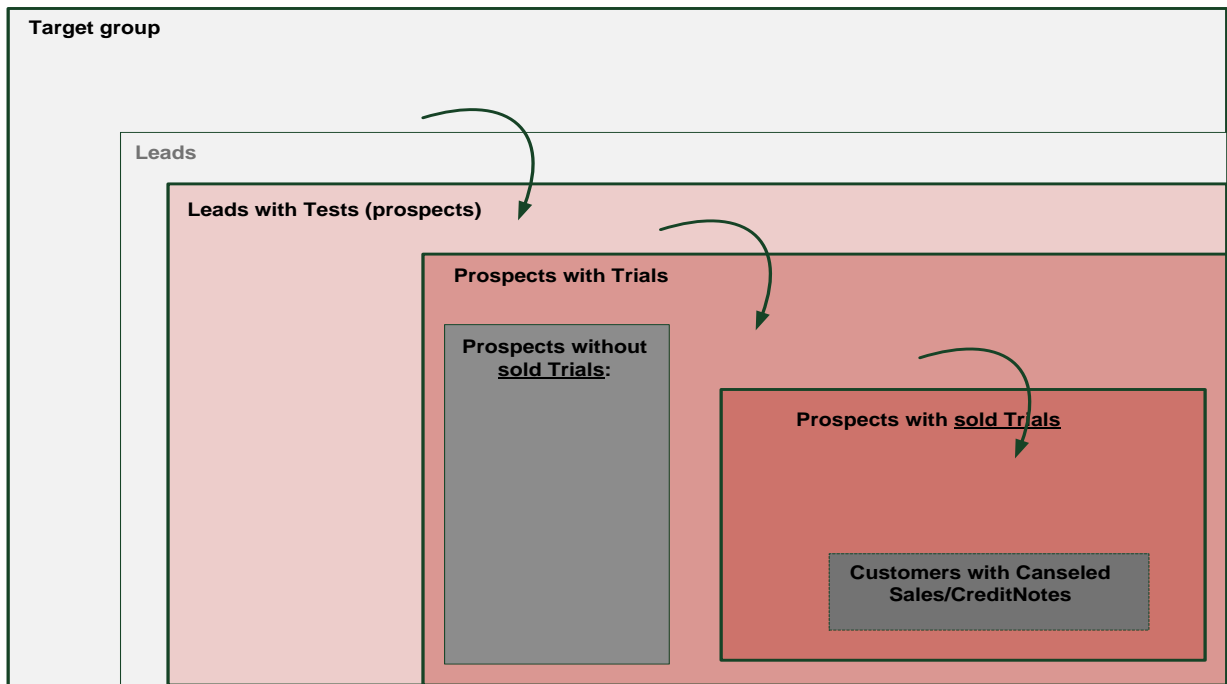 Target group
Leads
Leads with Tests (prospects)
Prospects with Trials
Prospects without
sold Trials:
Prospects with sold Trials
Customers with Canseled
Sales/CreditNotes